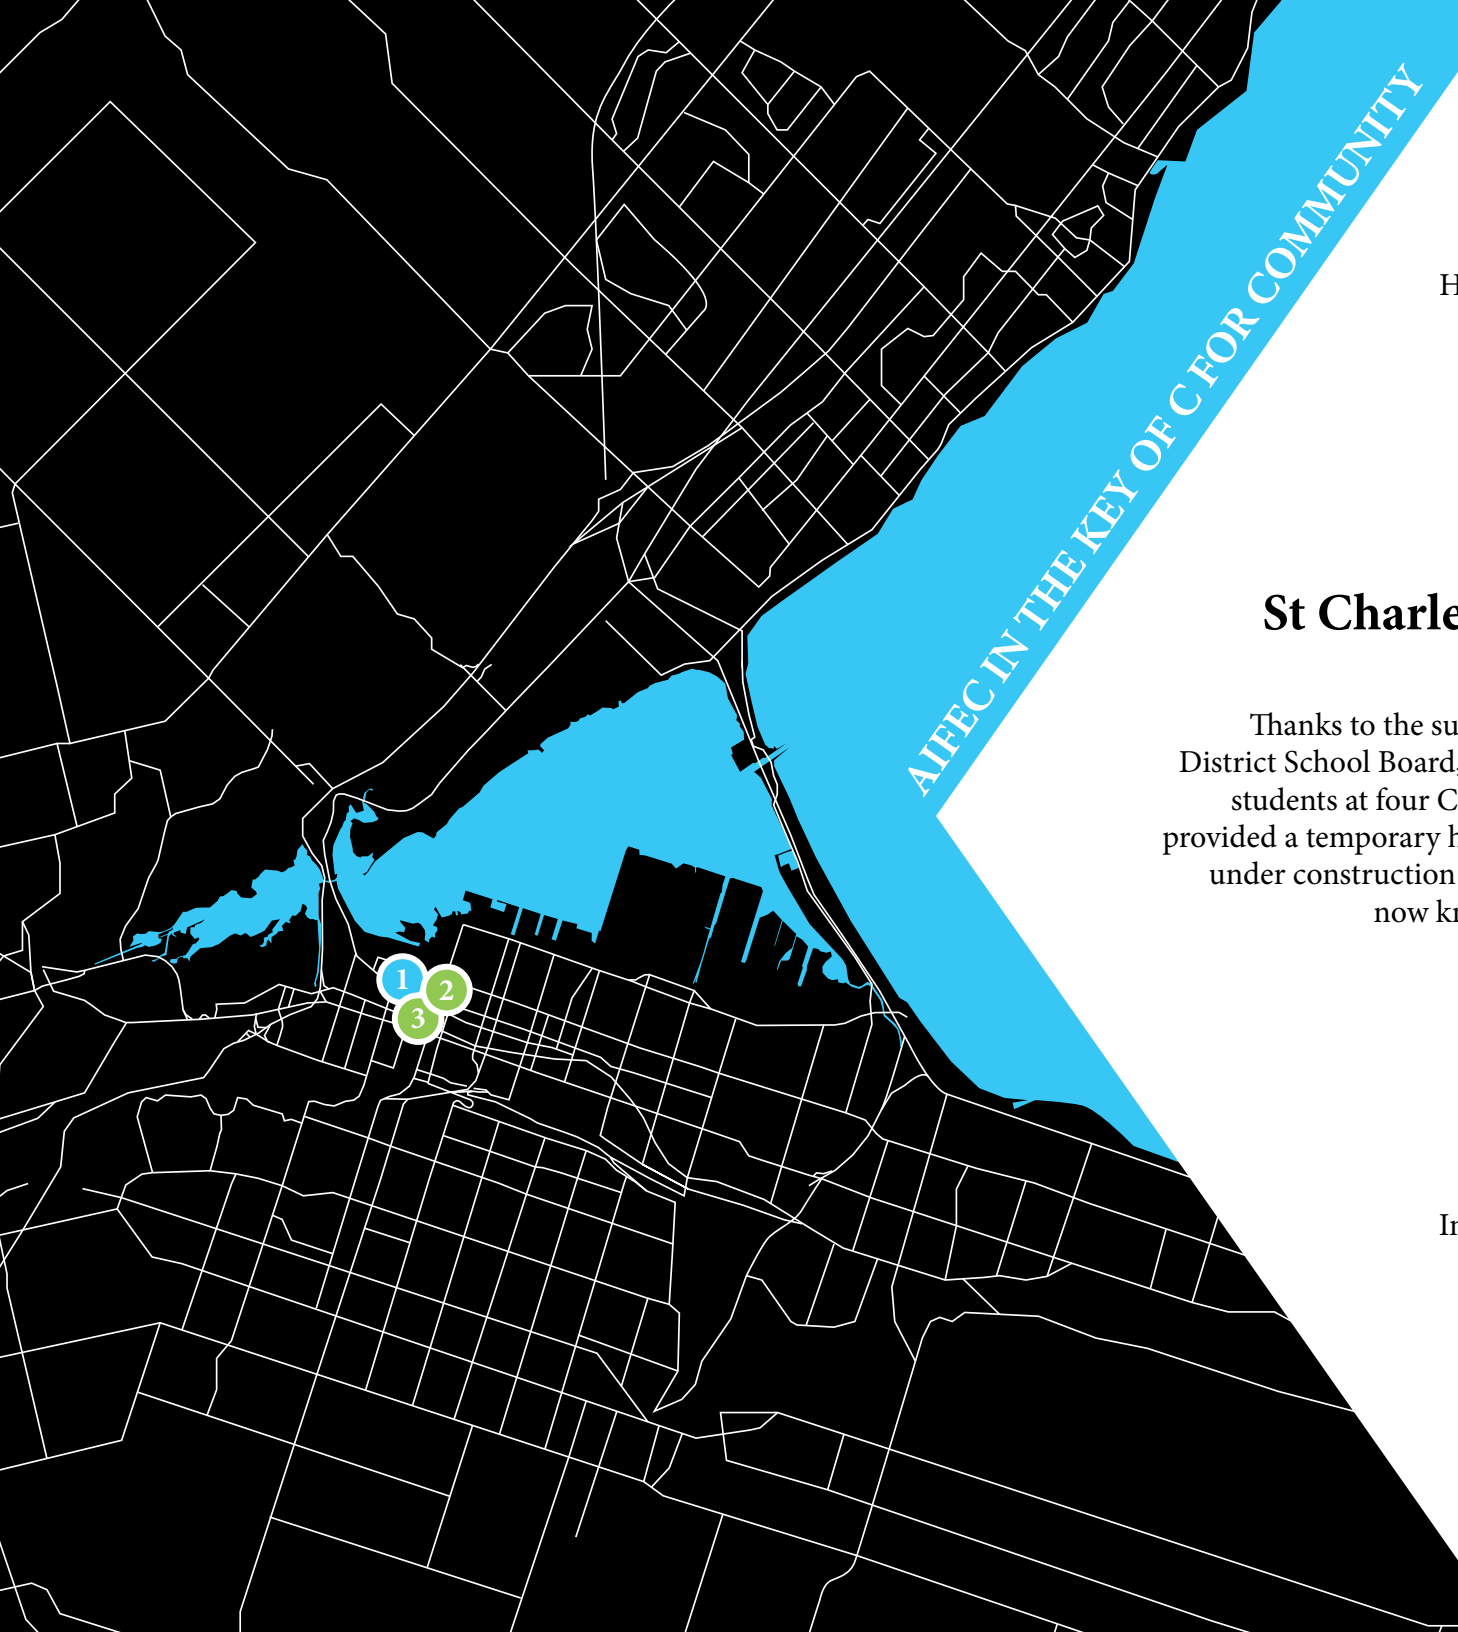 AIFEC IN THE KEY OF C FOR COMMUNITY
H
St Charle
Thanks to the su
District School Board,
students at four C
provided a temporary h
under construction
now kn
1
2
3
In